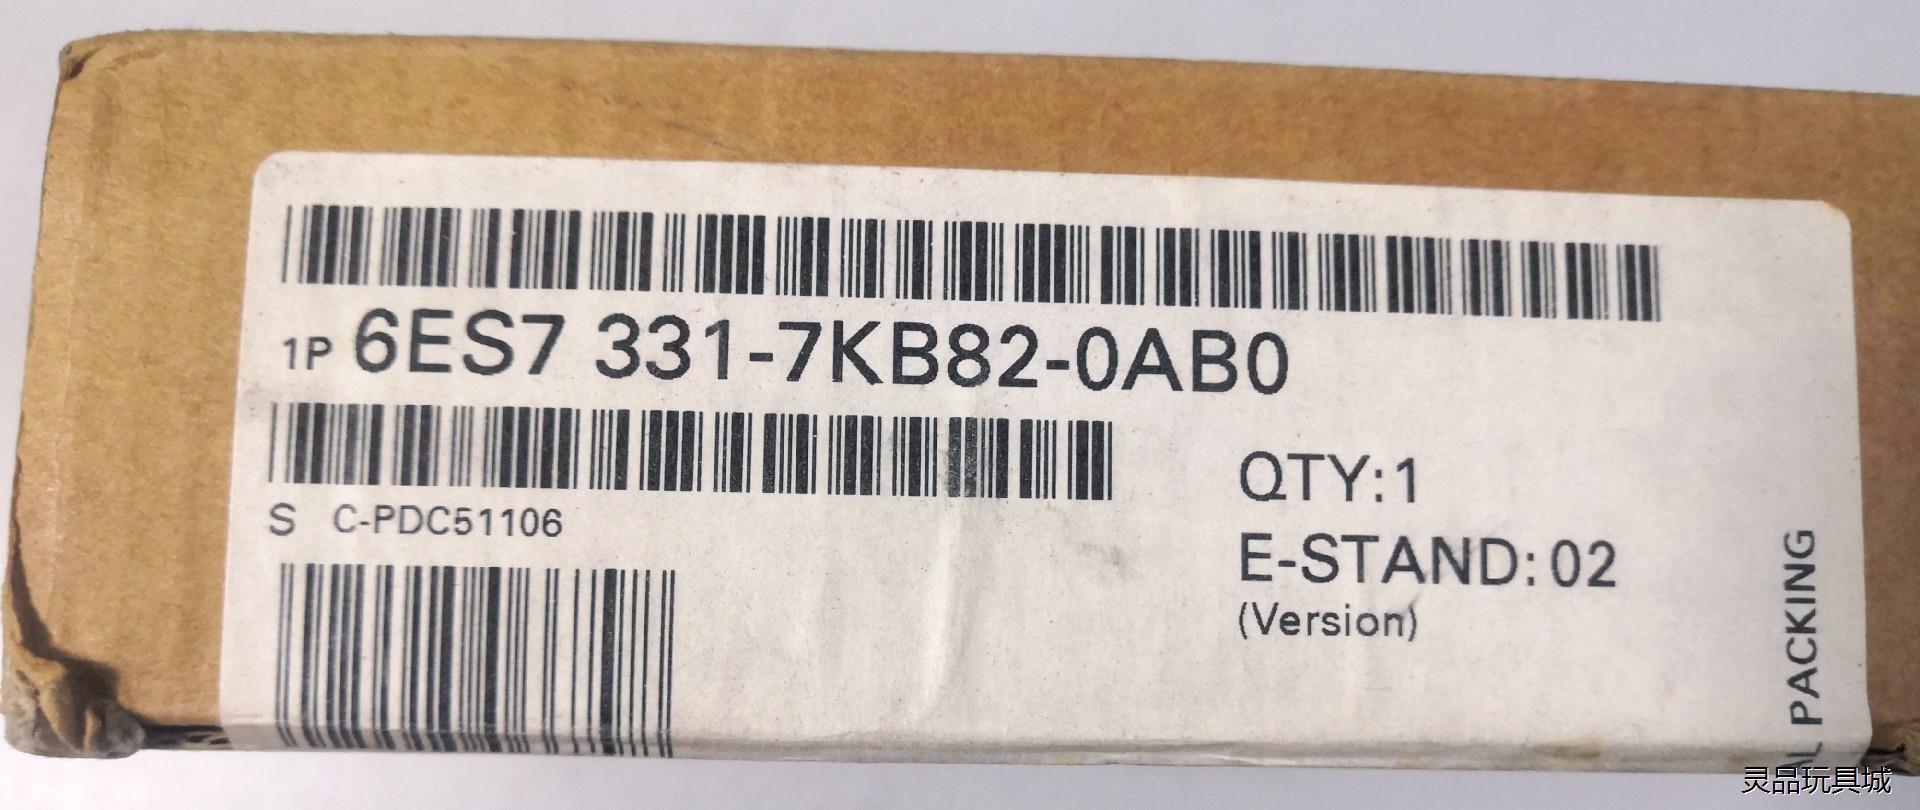 1P 6ES7 331-7KB82-0AB0
S C-PDC51106
QTY:1
E-STAND: 02
(Version)
PACKING
灵品玩具城